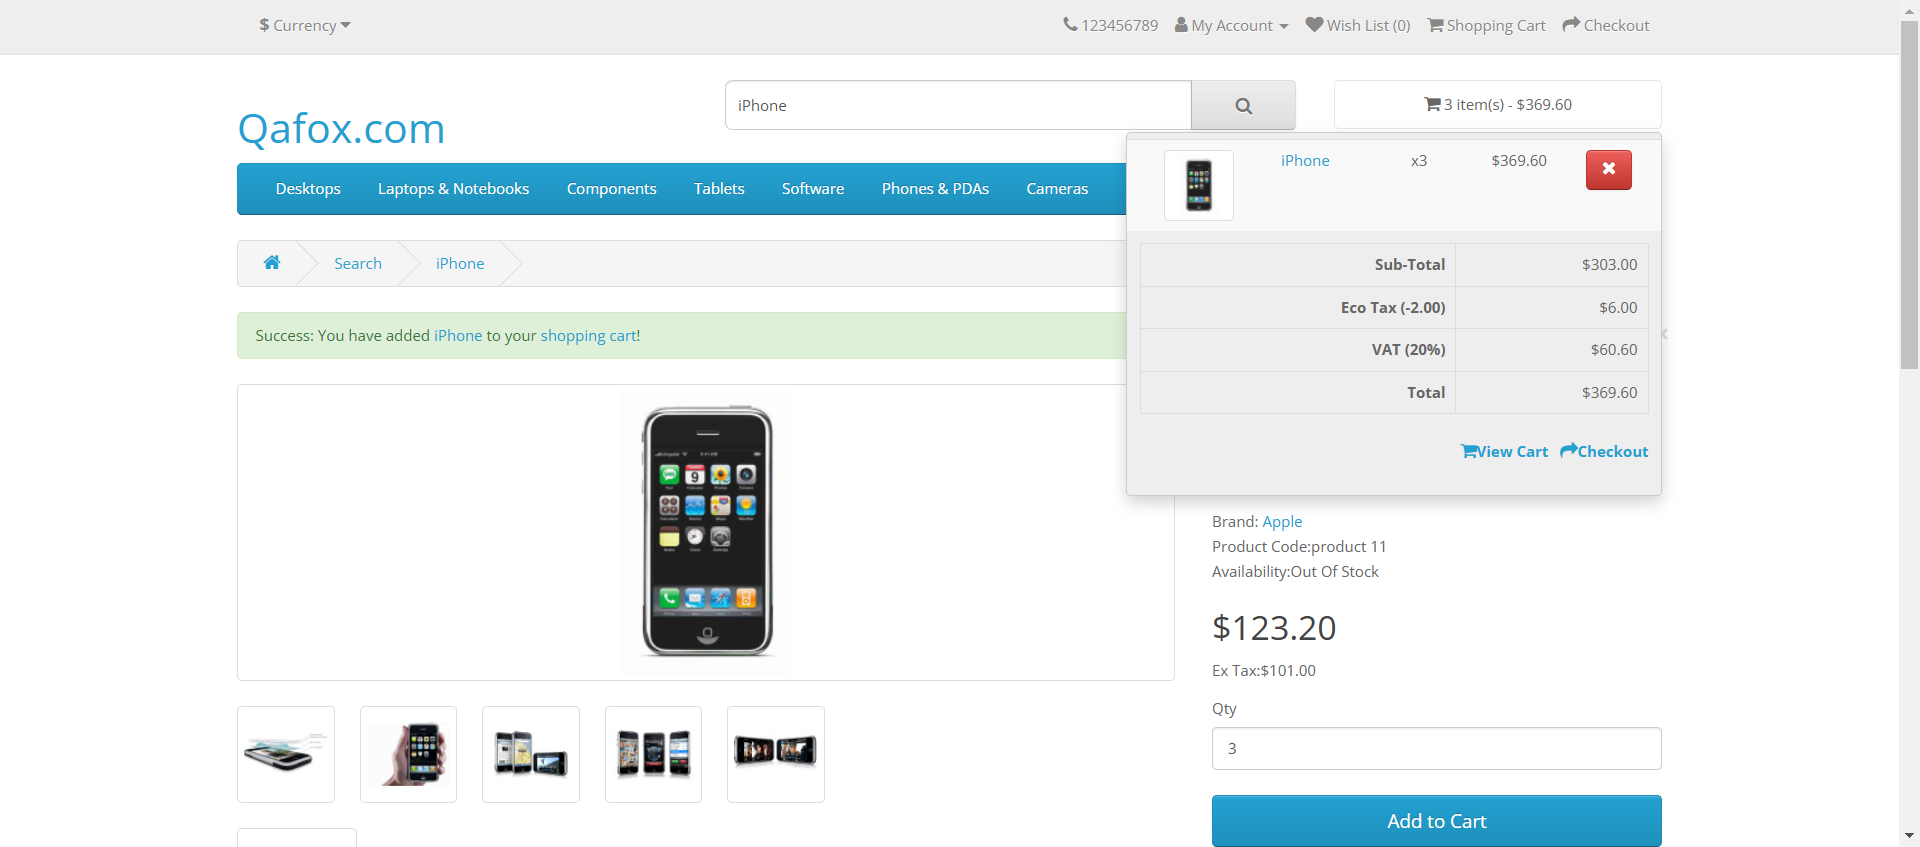 $ Currency
123456789 My Account Wish List (0) Shopping Cart Checkout
Qafox.com
iPhone
3 item(s) - $369.60
Desktops Laptops & Notebooks Components Tablets Software Phones & PDAs Cameras
iPhone x3 $369.60
Sub-Total $303.00
Eco Tax (-2.00) $6.00
VAT (20%) $60.60
Total $369.60
View Cart Checkout
Search iPhone
Success: You have added iPhone to your shopping cart!
Brand: Apple
Product Code:product 11
Availability:Out Of Stock
$123.20
Ex Tax:$101.00
Qty
3
Add to Cart